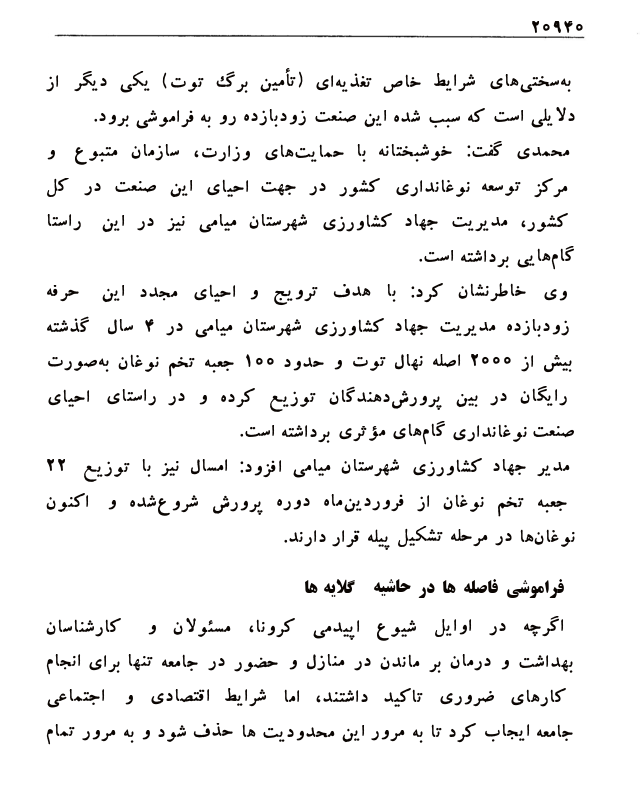 ۲۰۹۴۰
به‌سختی‌های شرایط خاص تغذیه‌ای (تأمین برگ توت) یکی دیگر از
دلایلی است که سبب شده این صنعت زودبازده رو به فراموشی برود.
محمدی گفت: خوشبختانه با حمایت‌های وزارت، سازمان متبوع و
مرکز توسعه نوغانداری کشور در جهت احیای این صنعت در کل
کشور، مدیریت جهاد کشاورزی شهرستان میامی نیز در این راستا
گام‌هایی برداشته است.
وی خاطرنشان کرد: با هدف ترویج و احیای مجدد این حرفه
زودبازده مدیریت جهاد کشاورزی شهرستان میامی در ۴ سال گذشته
بیش از ۲۰۰۰ اصله نهال توت و حدود ۱۰۰ جعبه تخم نوغان به‌صورت
رایگان در بین پرورش‌دهندگان توزیع کرده و در راستای احیای
صنعت نوغانداری گام‌های مؤثری برداشته است.
مدیر جهاد کشاورزی شهرستان میامی افزود: امسال نیز با توزیع ۲۲
جعبه تخم نوغان از فروردین‌ماه دوره پرورش شروع‌شده و اکنون
نوغان‌ها در مرحله تشکیل پیله قرار دارند.
فراموشی فاصله ها در حاشیه گلایه ها
اگرچه در اوایل شیوع اپیدمی کرونا، مسئولان و کارشناسان
بهداشت و درمان بر ماندن در منازل و حضور در جامعه تنها برای انجام
کارهای ضروری تاکید داشتند، اما شرایط اقتصادی و اجتماعی
جامعه ایجاب کرد تا به مرور این محدودیت ها حذف شود و به مرور تمام